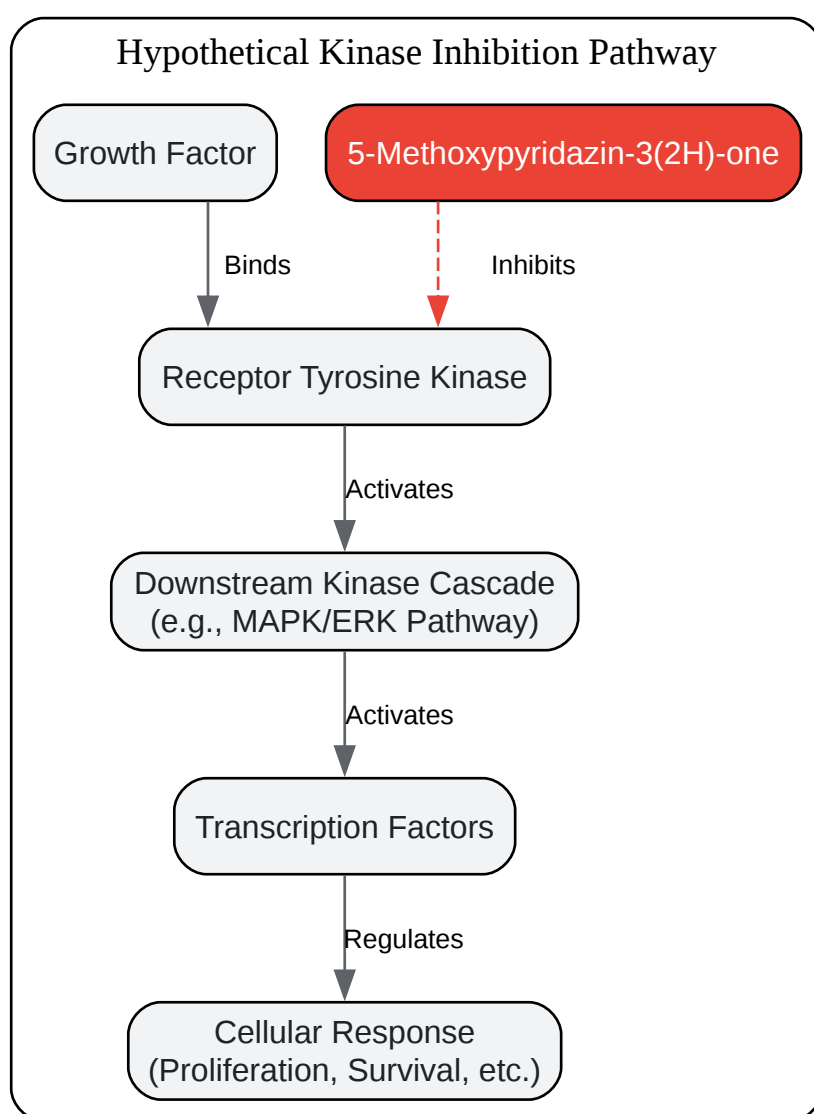 Hypothetical Kinase Inhibition Pathway
Growth Factor
5-Methoxypyridazin-3(2H)-one
Binds
Inhibits
Receptor Tyrosine Kinase
Activates
Downstream Kinase Cascade
(e.g., MAPK/ERK Pathway)
Activates
Transcription Factors
Regulates
Cellular Response
(Proliferation, Survival, etc.)